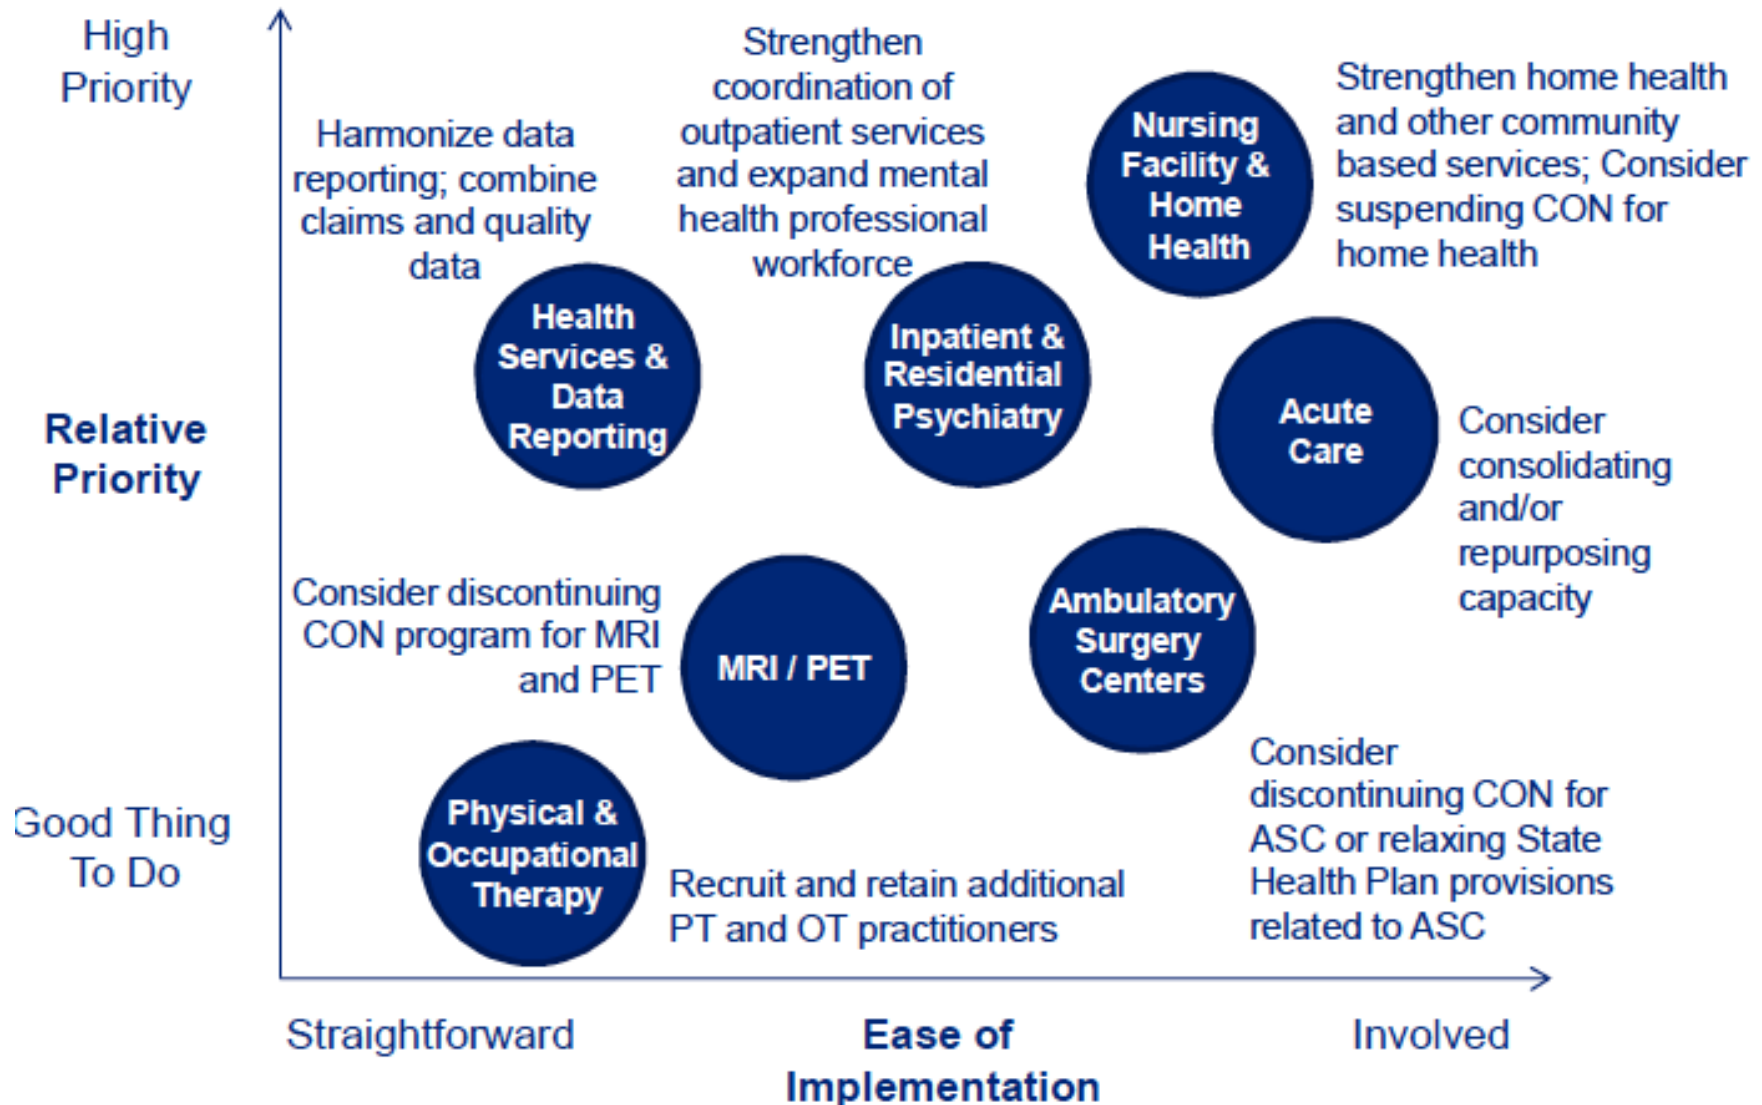 High
Priority
Strengthen
coordination of
outpatient services
and expand mental
health professional
workforce
Harmonize data
reporting; combine
claims and quality
data
Nursing
Facility &
Home
Health
Strengthen home health
and other community
based services; Consider
suspending CON for
home health
Health
Services &
Data
Reporting
Inpatient &
Residential
Psychiatry
Acute
Care
Consider
consolidating
and/or
repurposing
capacity
Relative
Priority
Consider discontinuing
CON program for MRI
and PET
MRI / PET
Ambulatory
Surgery
Centers
Consider
discontinuing CON for
ASC or relaxing State
Health Plan provisions
related to ASC
Good Thing
To Do
Physical &
Occupational
Therapy
Recruit and retain additional
PT and OT practitioners
Straightforward
Ease of
Implementation
Involved